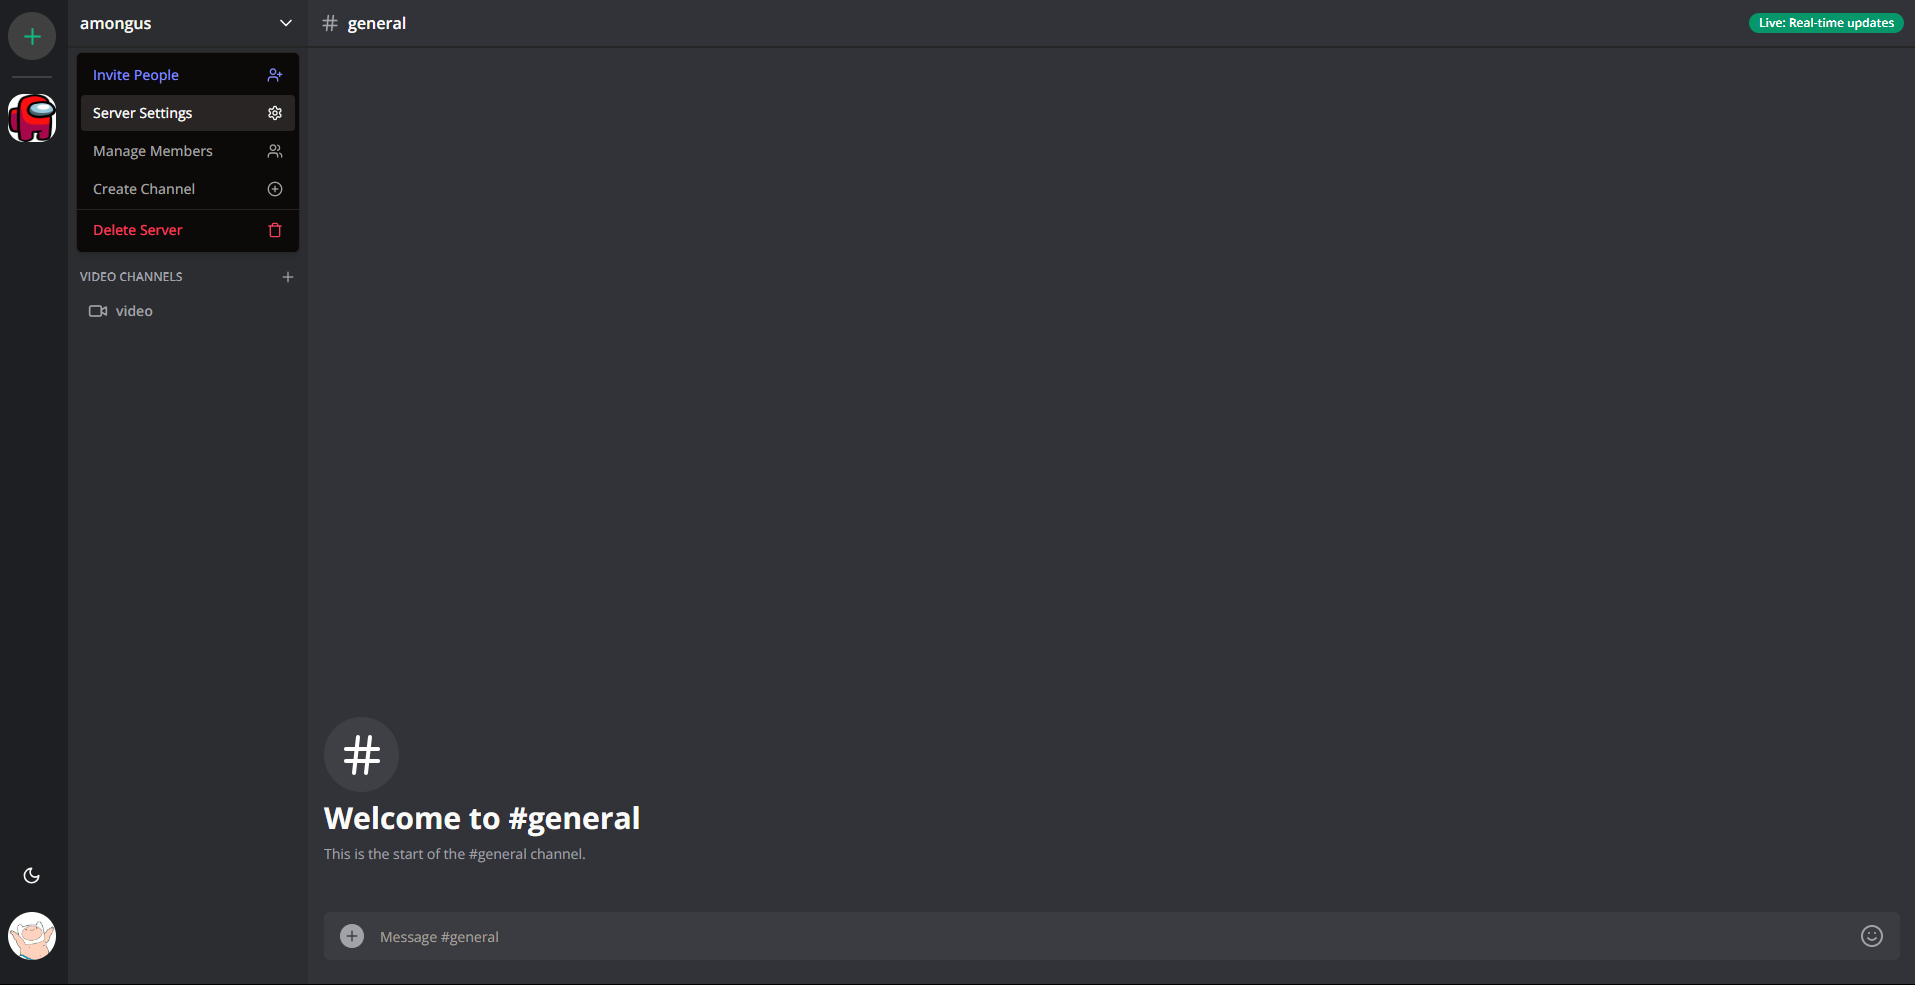 amongus
Invite People
Server Settings
Manage Members
Create Channel
Delete Server
VIDEO CHANNELS
video
general
Live: Real-time updates
#
Welcome to #general
This is the start of the #general channel.
Message #general